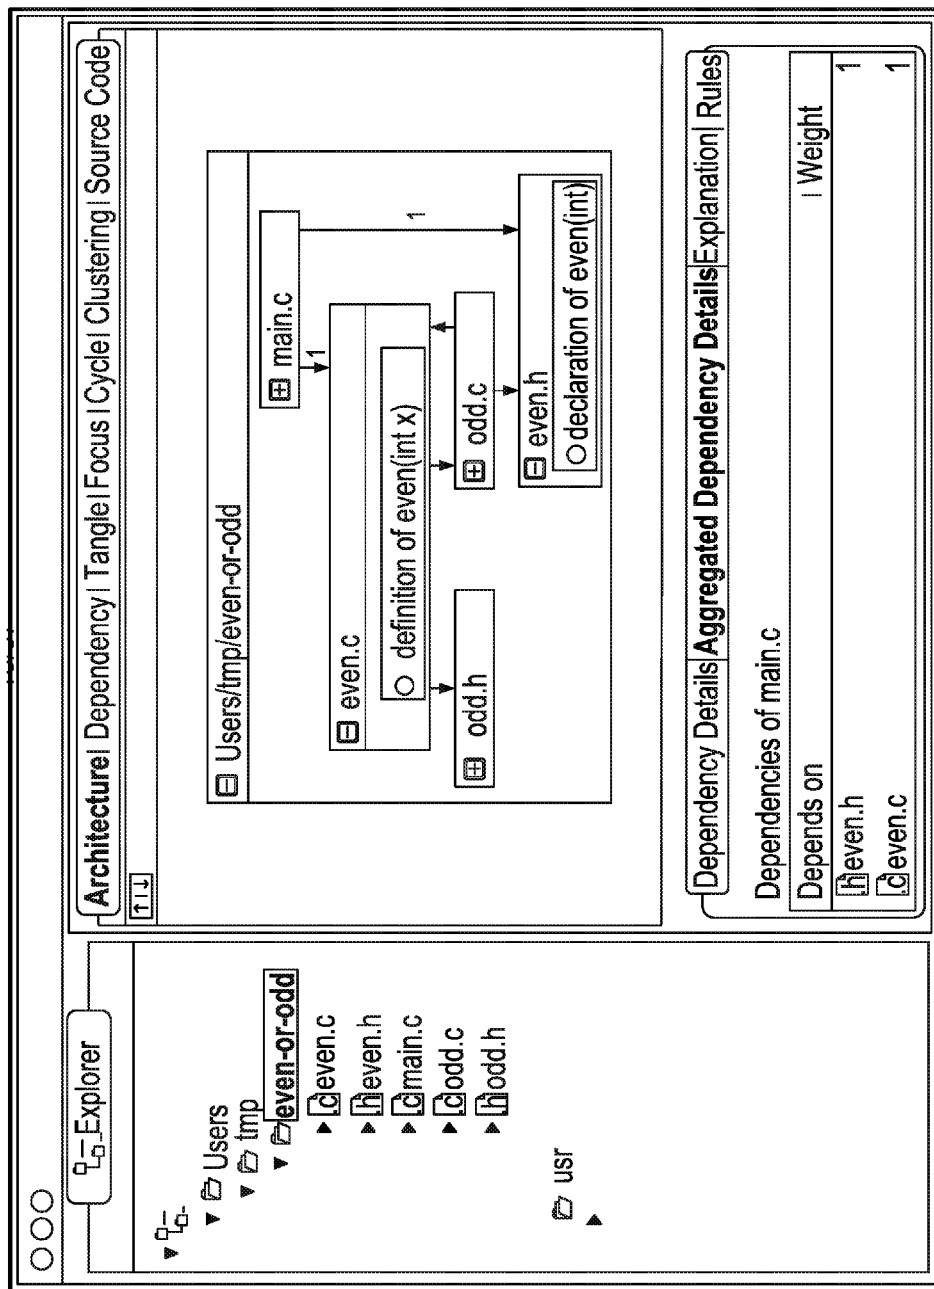 Explorer
Users
tmp
even-or-odd
.c even.c
.h even.h
.c main.c
.c odd.c
.h odd.h
usr
Architecture | Dependency | Tangle | Focus | Cycle | Clustering | Source Code
↑|↓
Users/tmp/even-or-odd
main.c
1
1
even.c
definition of even(int x)
odd.h
odd.c
even.h
declaration of even(int)
Dependency Details | Aggregated Dependency Details | Explanation | Rules
Dependencies of main.c
Depends on | Weight
.h even.h 1
.c even.c 1